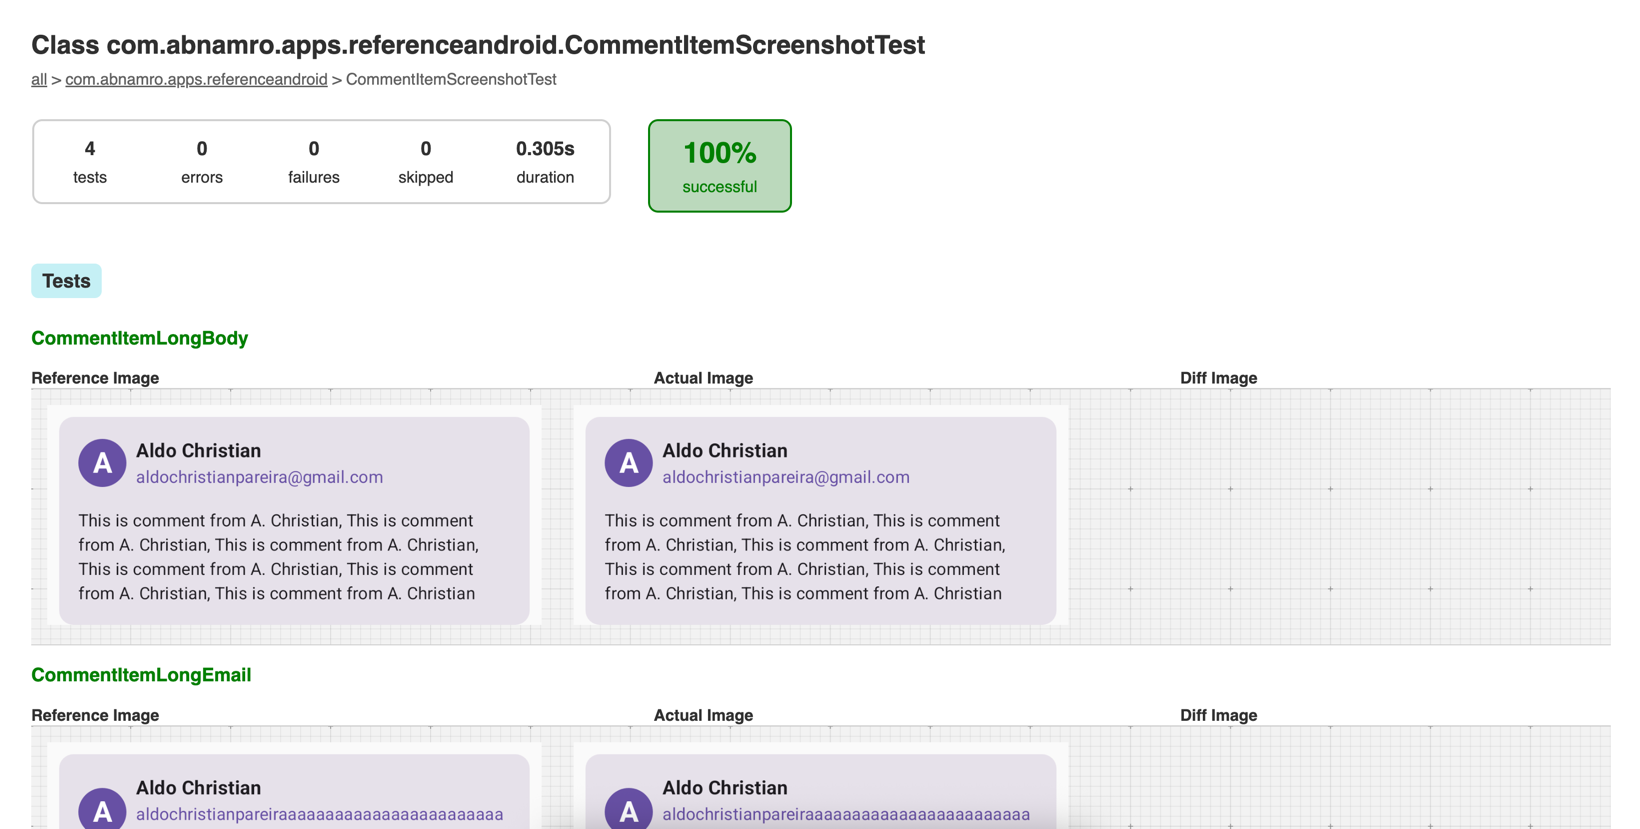 Class com.abnamro.apps.referenceandroid.CommentItemScreenshotTest
all > com.abnamro.apps.referenceandroid > CommentItemScreenshotTest
4 0 0 0 0.305s
tests errors failures skipped duration
100%
successful
Tests
CommentItemLongBody
Reference Image Actual Image Diff Image
A
Aldo Christian
aldochristianpareira@gmail.com
This is comment from A. Christian, This is comment
from A. Christian, This is comment from A. Christian,
This is comment from A. Christian, This is comment
from A. Christian, This is comment from A. Christian
A
Aldo Christian
aldochristianpareira@gmail.com
This is comment from A. Christian, This is comment
from A. Christian, This is comment from A. Christian,
This is comment from A. Christian, This is comment
from A. Christian, This is comment from A. Christian
CommentItemLongEmail
Reference Image Actual Image Diff Image
A
Aldo Christian
aldochristianpareiraaaaaaaaaaaaaaaaaaaaaaaa
A
Aldo Christian
aldochristianpareiraaaaaaaaaaaaaaaaaaaaaaaa